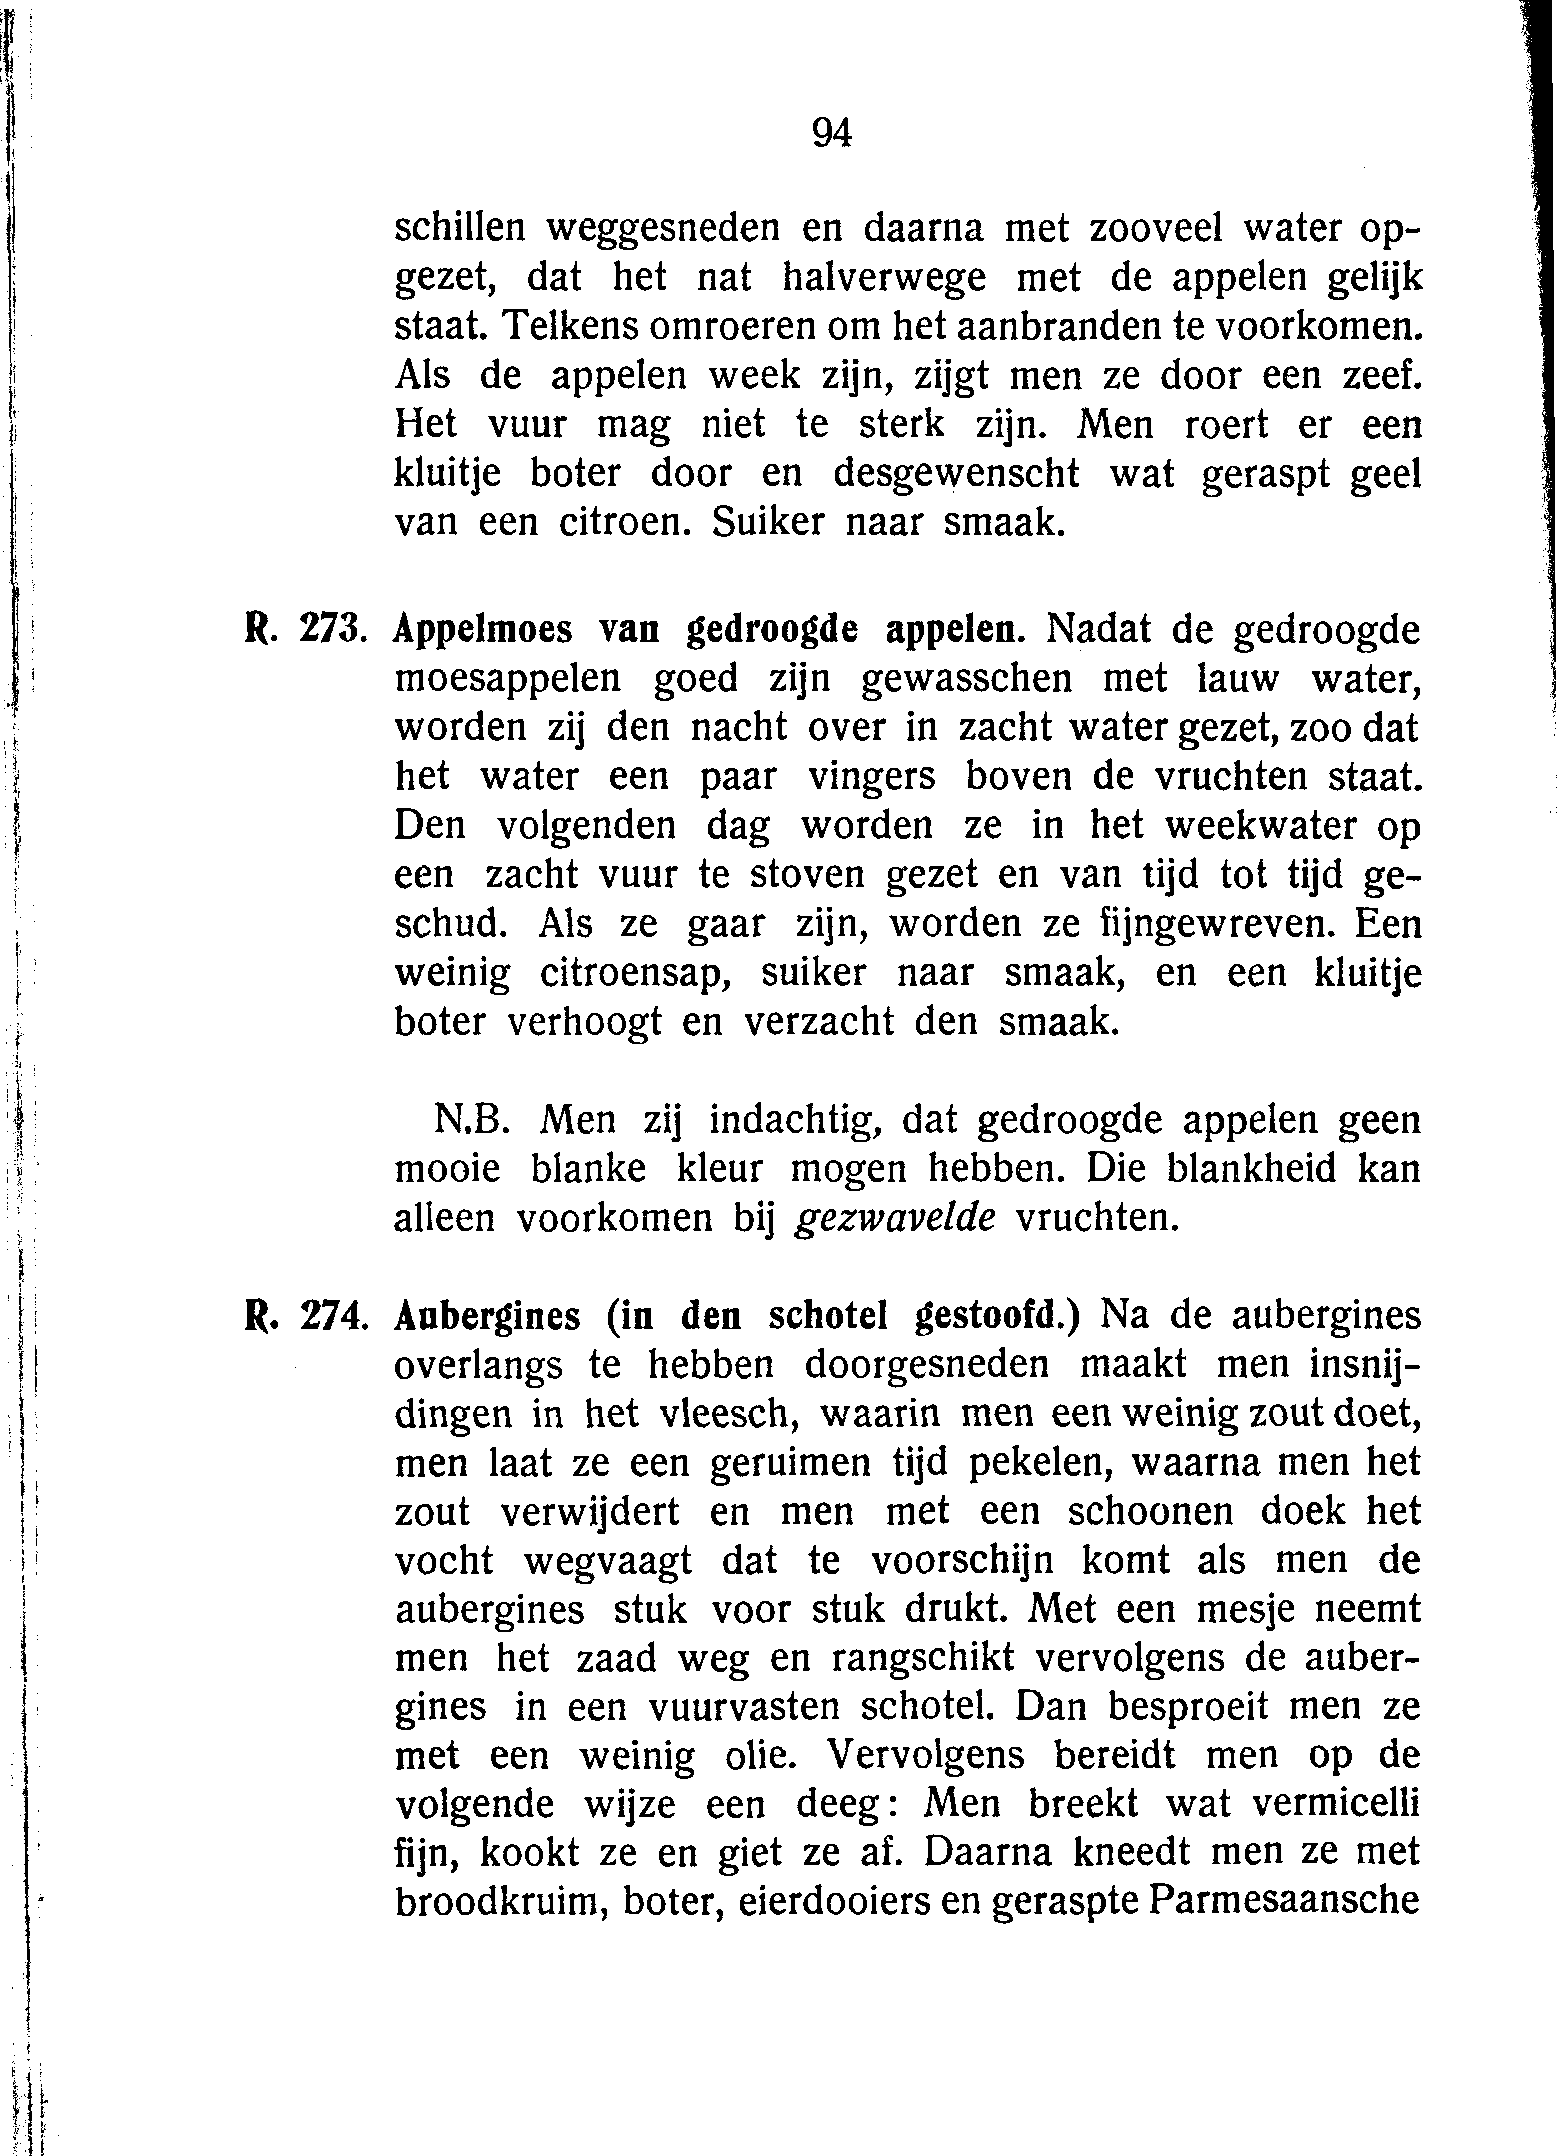 94
schillen weggesneden en daarna met zooveel water op-
gezet, dat het nat halverwege met de appelen gelijk
staat. Telkens omroeren om het aanbranden te voorkomen.
Als de appelen week zijn, zijgt men ze door een zeef.
Het vuur mag niet te sterk zijn. Men roert er een
kluitje boter door en desgewenscht wat geraspt geel
van een citroen. Suiker naar smaak.
R. 273. Appelmoes van gedroogde appelen. Nadat de gedroogde
moesappelen goed zijn gewasschen met lauw water,
worden zij den nacht over in zacht water gezet, zoo dat
het water een paar vingers boven de vruchten staat.
Den volgenden dag worden ze in het weekwater op
een zacht vuur te stoven gezet en van tijd tot tijd ge-
schud. Als ze gaar zijn, worden ze fijngewreven. Een
weinig citroensap, suiker naar smaak, en een kluitje
boter verhoogt en verzacht den smaak.
N.B. Men zij indachtig, dat gedroogde appelen geen
mooie blanke kleur mogen hebben. Die blankheid kan
alleen voorkomen bij gezwavelde vruchten.
R. 274. Aubergines (in den schotel gestoofd.) Na de aubergines
overlangs te hebben doorgesneden maakt men insnij-
dingen in het vleesch, waarin men een weinig zout doet,
men laat ze een geruimen tijd pekelen, waarna men het
zout verwijdert en men met een schoonen doek het
vocht wegvaagt dat te voorschijn komt als men de
aubergines stuk voor stuk drukt. Met een mesje neemt
men het zaad weg en rangschikt vervolgens de auber-
gines in een vuurvasten schotel. Dan besproeit men ze
met een weinig olie. Vervolgens bereidt men op de
volgende wijze een deeg: Men breekt wat vermicelli
fijn, kookt ze en giet ze af. Daarna kneedt men ze met
broodkruim, boter, eierdooiers en geraspte Parmesaansche